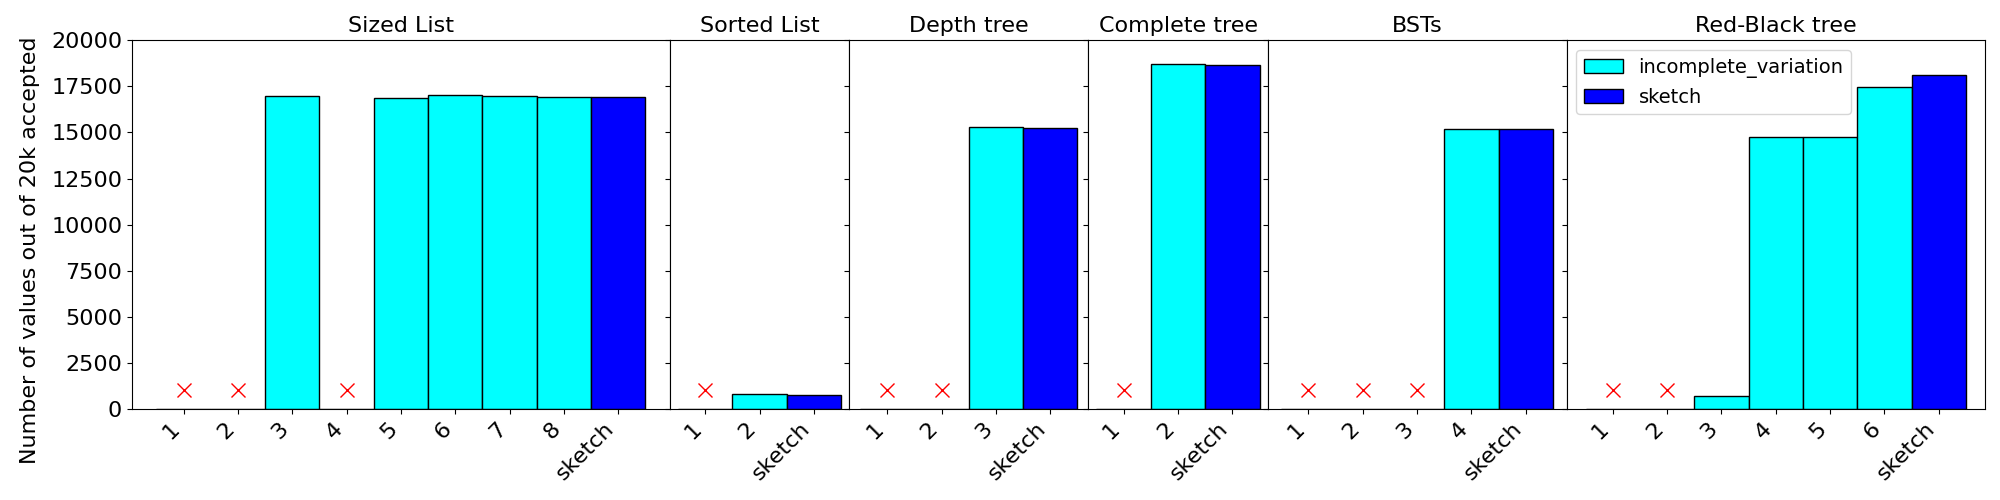 Sized List
Sorted List
Depth tree
Complete tree
BSTs
Red-Black tree
Number of values out of 20k accepted
20000
17500
15000
12500
10000
7500
5000
2500
0
incomplete_variation
sketch
1 2 3 4 5 6 7 8 sketch
1 2 sketch
1 2 3 sketch
1 2 sketch
1 2 3 4 sketch
1 2 3 4 5 6 sketch